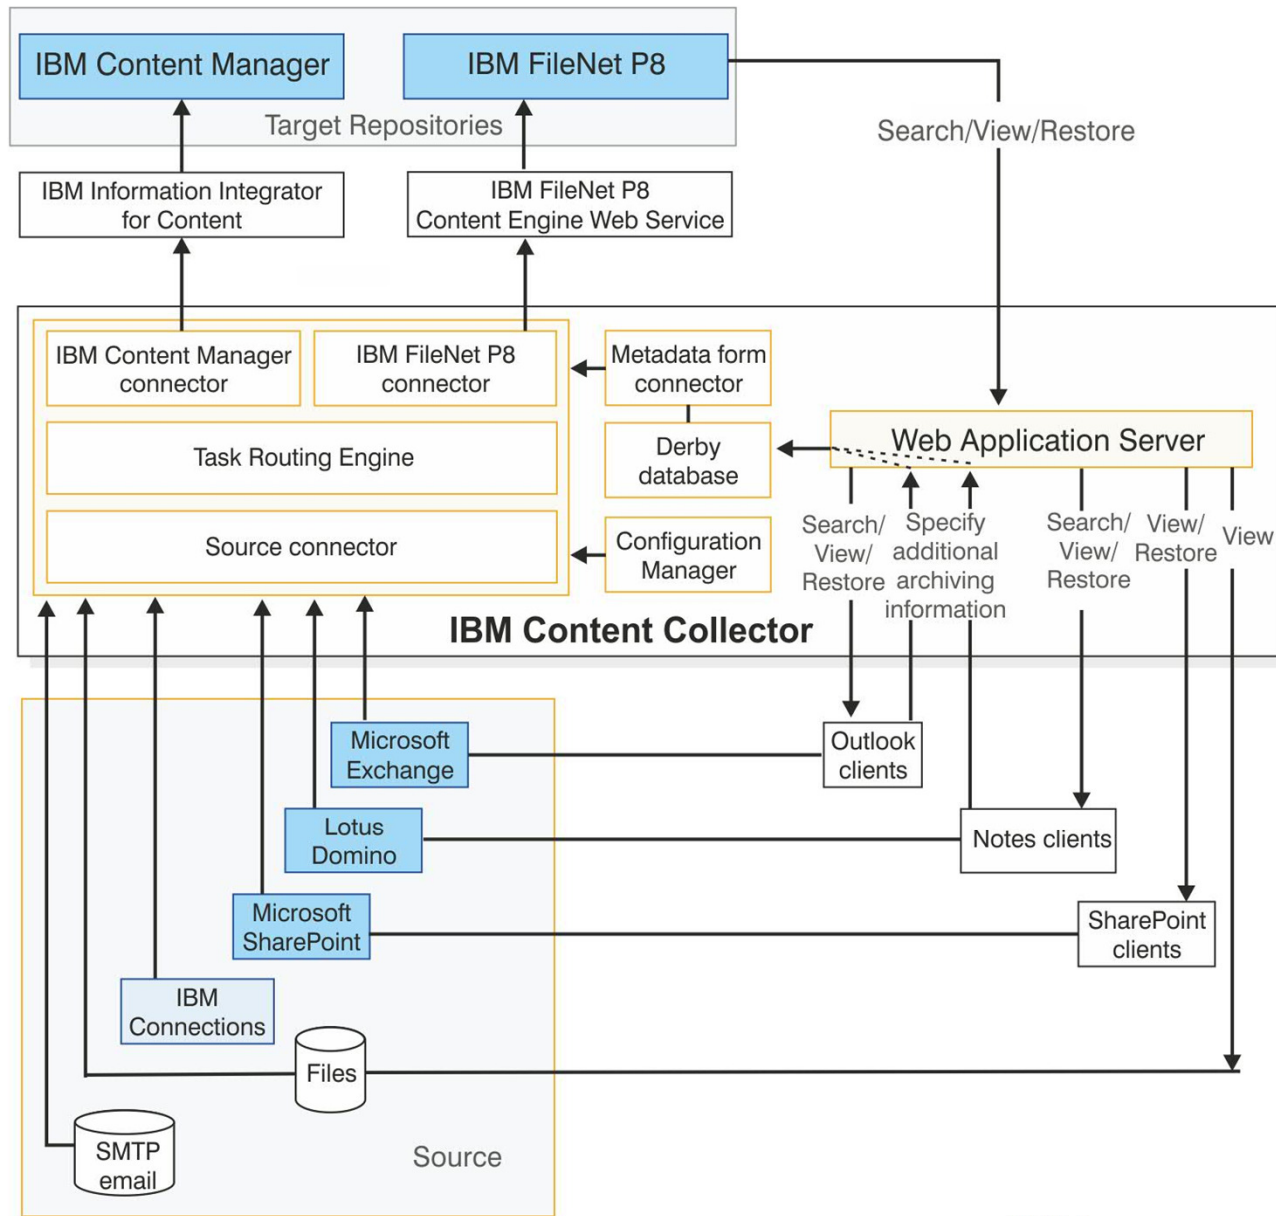 IBM Content Manager
IBM FileNet P8
Target Repositories
Search/View/Restore
IBM Information Integrator
for Content
IBM FileNet P8
Content Engine Web Service
IBM Content Manager
connector
IBM FileNet P8
connector
Metadata form
connector
Task Routing Engine
Derby
database
Web Application Server
Source connector
Configuration
Manager
Search/
View/
Restore
Specify
additional
archiving
information
Search/
View/
Restore
View/
Restore
View
IBM Content Collector
Microsoft
Exchange
Outlook
clients
Lotus
Domino
Notes clients
Microsoft
SharePoint
SharePoint
clients
IBM
Connections
Files
SMTP
email
Source